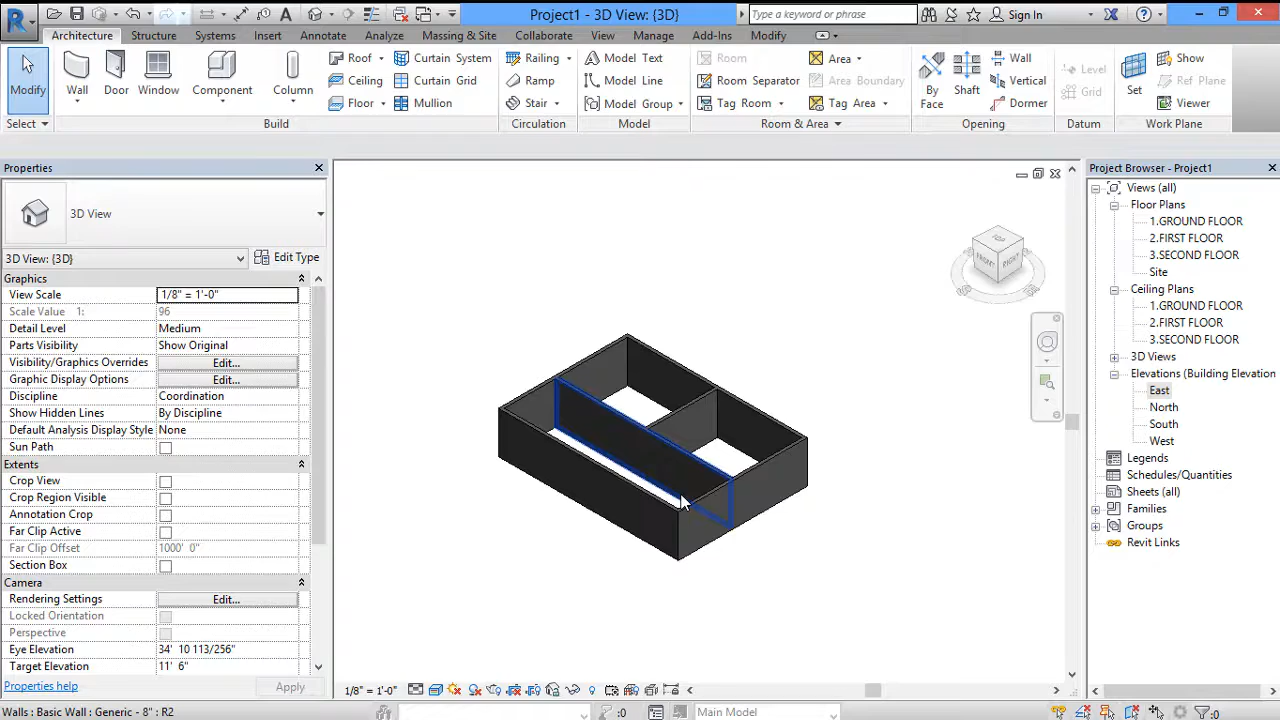 Project1 - 3D View: {3D}
Type a keyword or phrase
Sign In
Architecture Structure Systems Insert Annotate Analyze Massing & Site Collaborate View Manage Add-Ins Modify
Modify
Wall
Door
Window
Component
Column
Roof
Ceiling
Floor
Curtain System
Curtain Grid
Mullion
Railing
Ramp
Stair
Model Text
Model Line
Model Group
Room
Room Separator
Tag Room
Area
Area Boundary
Tag Area
By Face
Shaft
Wall
Vertical
Dormer
Level
Grid
Set
Show
Ref Plane
Viewer
Select
Build
Circulation
Model
Room & Area
Opening
Datum
Work Plane
Properties
3D View
3D View: {3D}
Edit Type
Graphics
View Scale 1/8" = 1'-0"
Scale Value 1: 96
Detail Level Medium
Parts Visibility Show Original
Visibility/Graphics Overrides Edit...
Graphic Display Options Edit...
Discipline Coordination
Show Hidden Lines By Discipline
Default Analysis Display Style None
Sun Path
Extents
Crop View
Crop Region Visible
Annotation Crop
Far Clip Active
Far Clip Offset 1000' 0"
Section Box
Camera
Rendering Settings Edit...
Locked Orientation
Perspective
Eye Elevation 34' 10 113/256"
Target Elevation 11' 6"
Properties help
Apply
TOP
FRONT
RIGHT
1/8" = 1'-0"
Project Browser - Project1
Views (all)
Floor Plans
1.GROUND FLOOR
2.FIRST FLOOR
3.SECOND FLOOR
Site
Ceiling Plans
1.GROUND FLOOR
2.FIRST FLOOR
3.SECOND FLOOR
3D Views
Elevations (Building Elevation
East
North
South
West
Legends
Schedules/Quantities
Sheets (all)
Families
Groups
Revit Links
Walls : Basic Wall : Generic - 8" : R2
:0
Main Model
:0